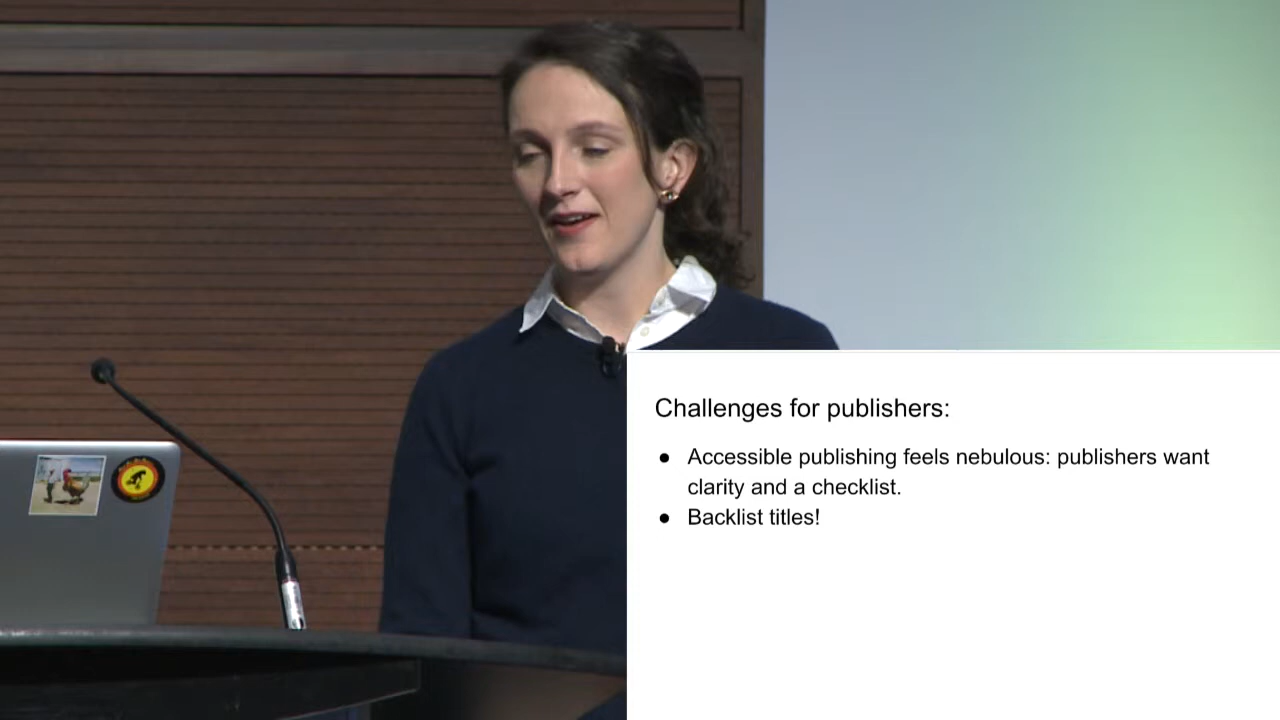 Challenges for publishers:
● Accessible publishing feels nebulous: publishers want
clarity and a checklist.
● Backlist titles!